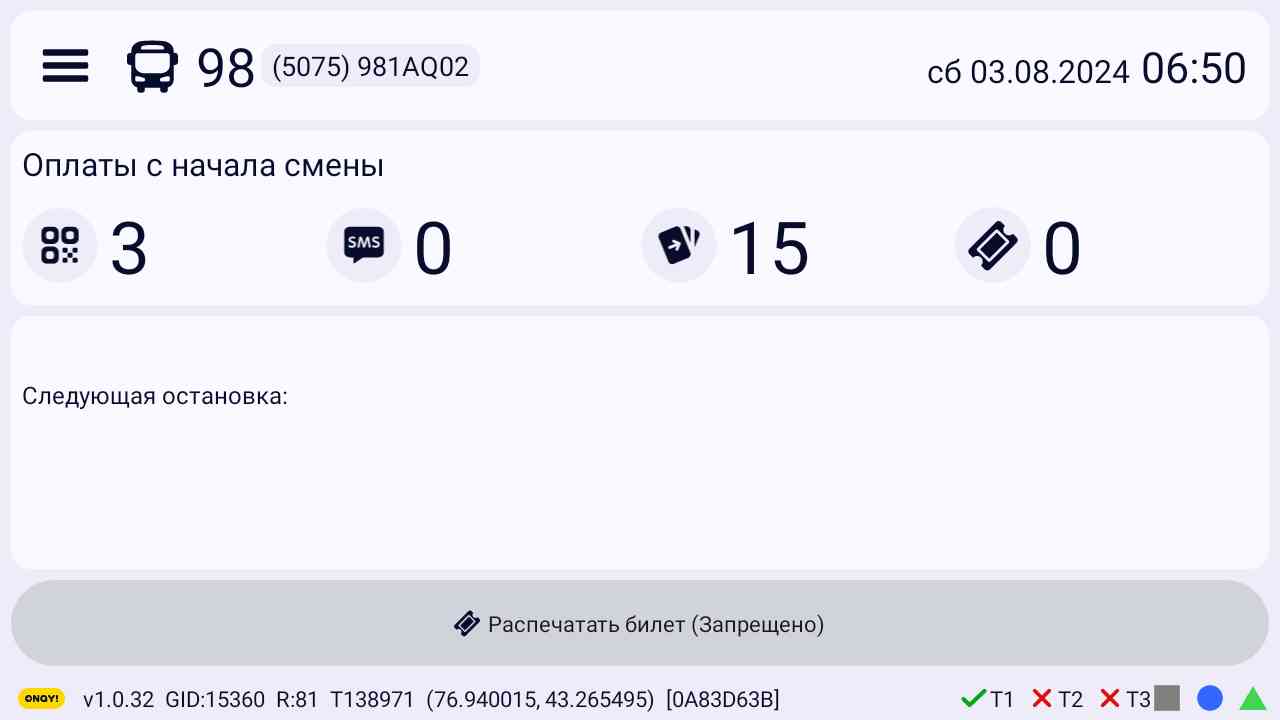 98 (5075) 981AQ02 сб 03.08.2024 06:50
Оплаты с начала смены
3 SMS 0 15 0
Следующая остановка:
Распечатать билет (Запрещено)
ONAY! v1.0.32 GID:15360 R:81 T138971 (76.940015, 43.265495) [0A83D63B] T1 T2 T3